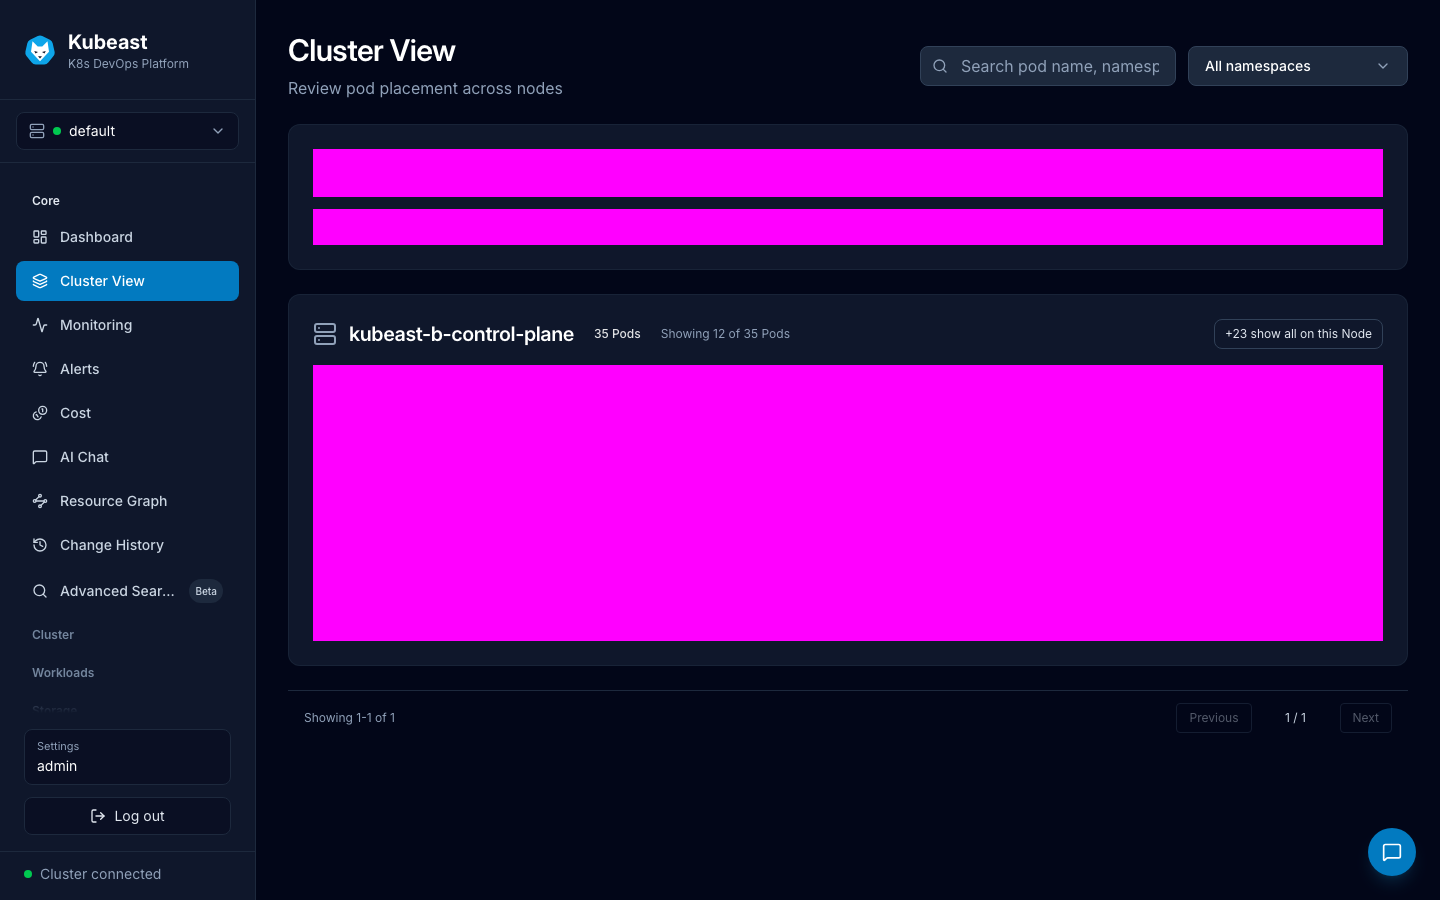 Kubeast
K8s DevOps Platform
default
Core
Dashboard
Cluster View
Monitoring
Alerts
Cost
AI Chat
Resource Graph
Change History
Advanced Sear... Beta
Cluster
Workloads
Storage
Settings
admin
Log out
Cluster connected
Cluster View
Review pod placement across nodes
Search pod name, namesp
All namespaces
kubeast-b-control-plane 35 Pods Showing 12 of 35 Pods +23 show all on this Node
Showing 1-1 of 1 Previous 1 / 1 Next